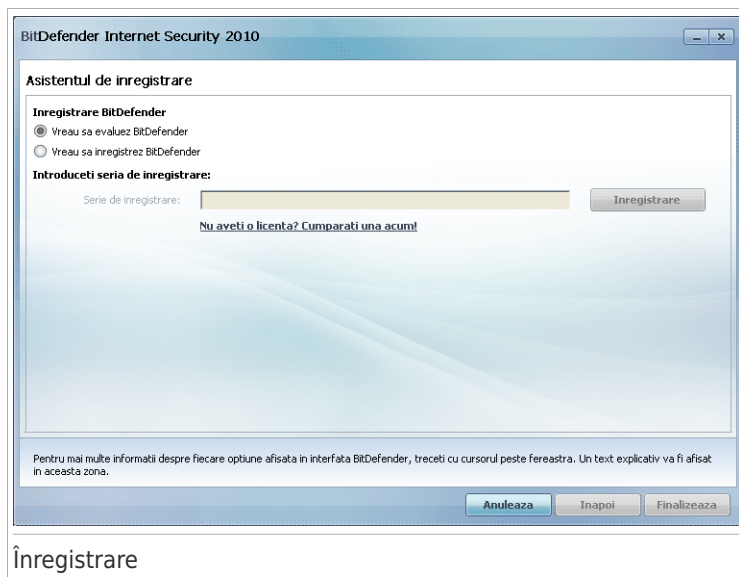 BitDefender Internet Security 2010
Asistentul de inregistrare
Inregistrare BitDefender
Vreau sa evaluez BitDefender
Vreau sa inregistrez BitDefender
Introduceti seria de inregistrare:
Serie de inregistrare:
Inregistrare
Nu aveti o licenta? Cumparati una acum!
Pentru mai multe informatii despre fiecare optiune afisata in interfata BitDefender, treceti cu cursorul peste fereastra. Un text explicativ va fi afisat
in aceasta zona.
Anuleaza Inapoi Finalizeaza
Înregistrare